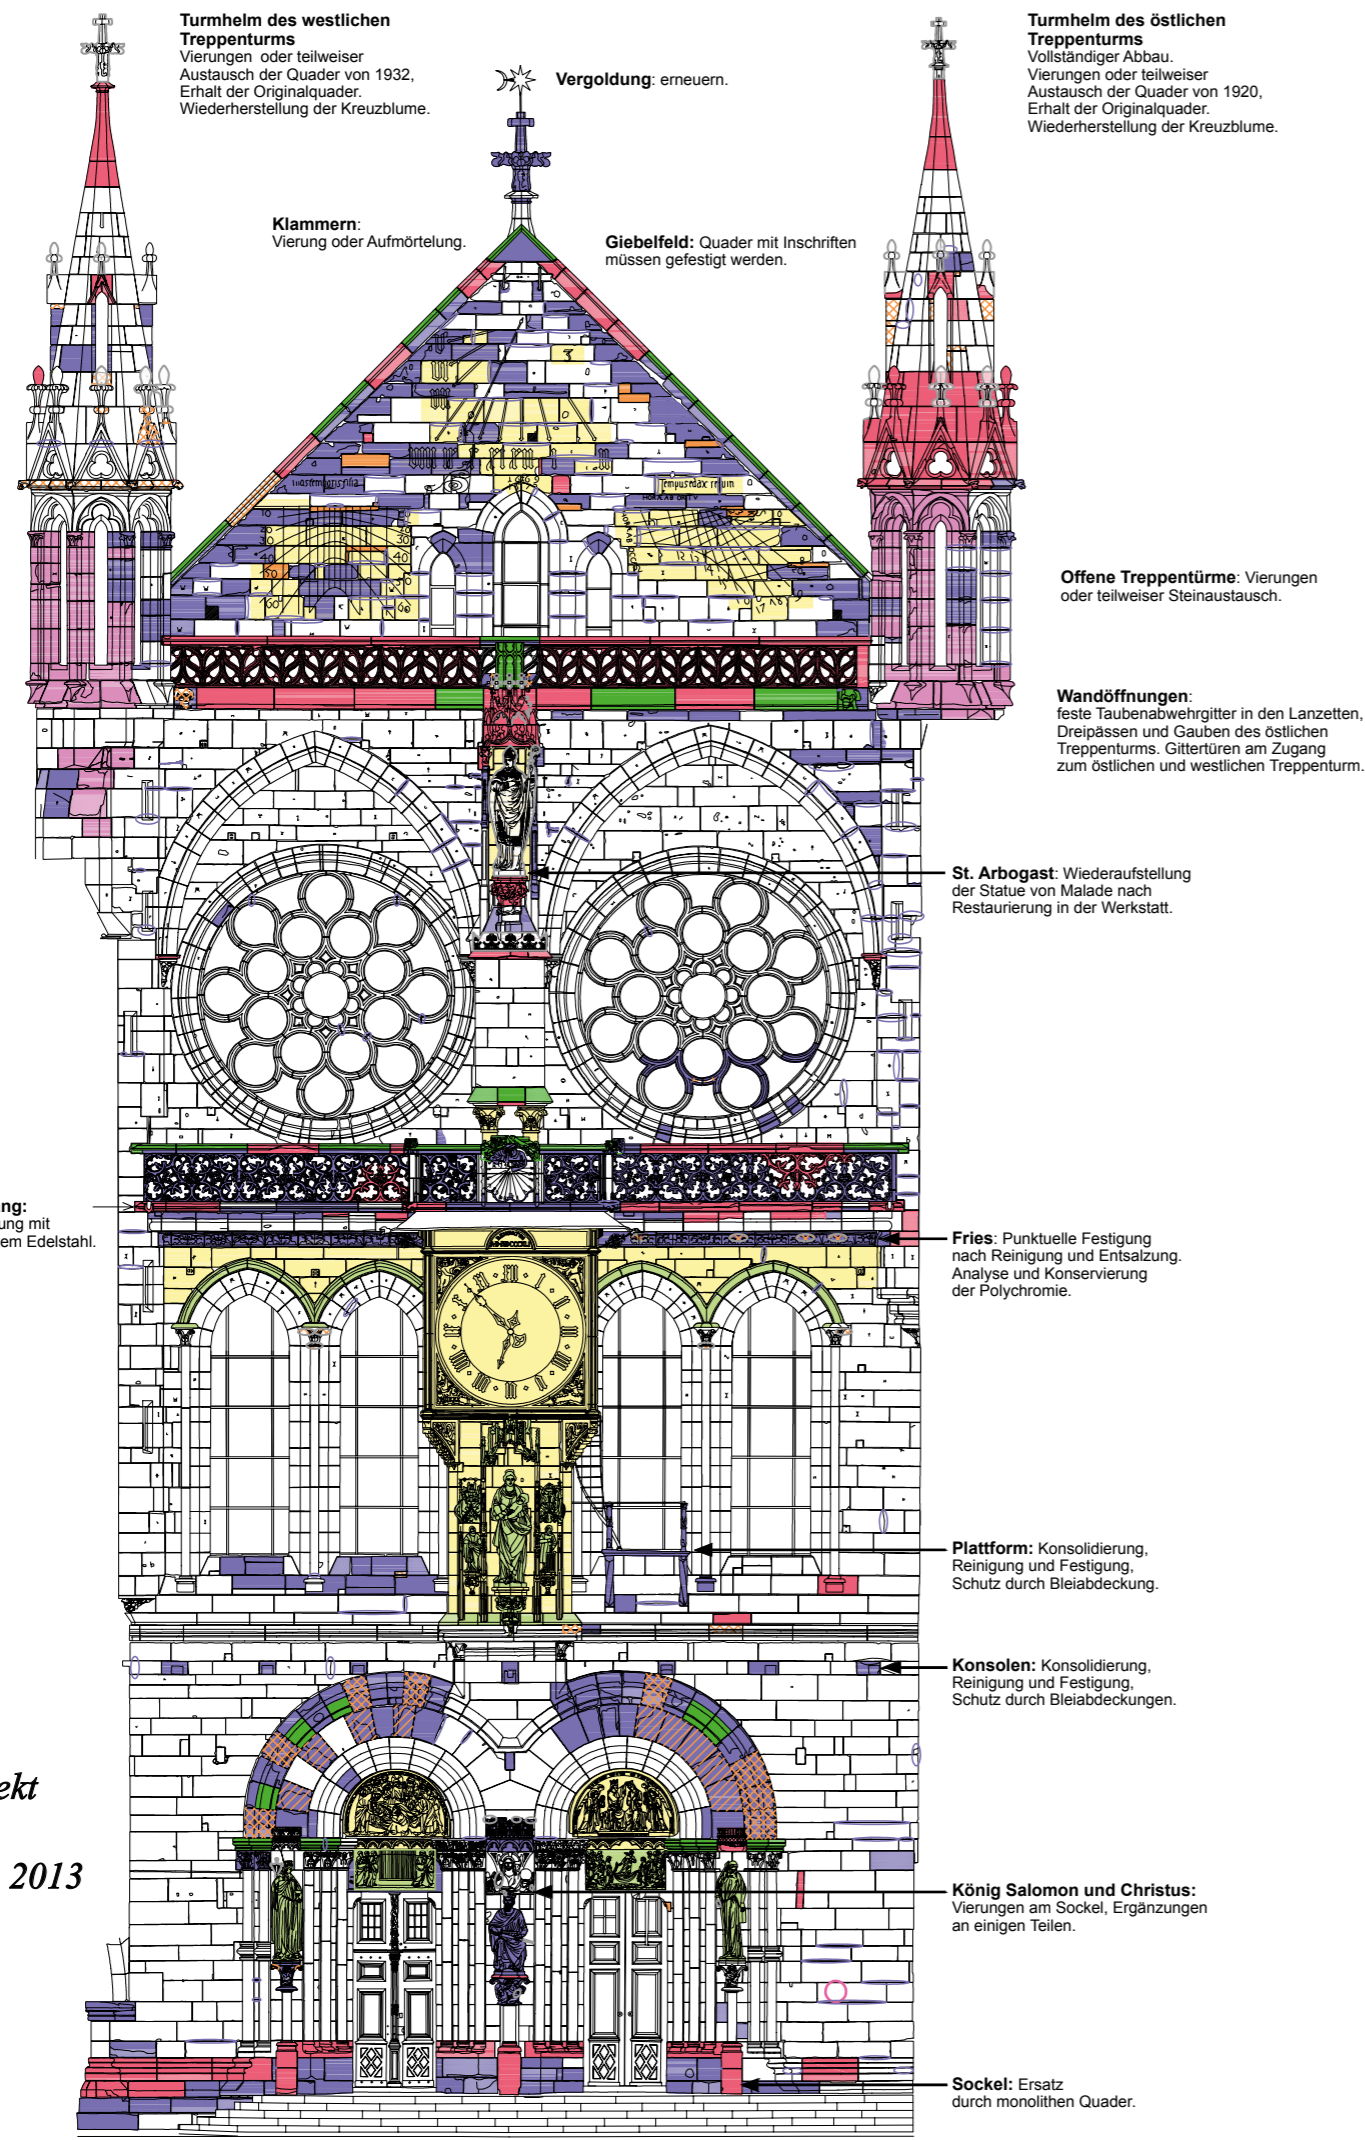 Turmhelm des westlichen
Treppenturms
Vierungen oder teilweiser
Austausch der Quader von 1932,
Erhalt der Originalquader.
Wiederherstellung der Kreuzblume.
Vergoldung: erneuern.
Turmhelm des östlichen
Treppenturms
Vollständiger Abbau.
Vierungen oder teilweiser
Austausch der Quader von 1920,
Erhalt der Originalquader.
Wiederherstellung der Kreuzblume.
Klammern:
Vierung oder Aufmörtelung.
Giebelfeld: Quader mit Inschriften
müssen gefestigt werden.
Offene Treppentürme: Vierungen
oder teilweiser Steinaustausch.
Wandöffnungen:
feste Taubenabwehrgitter in den Lanzetten,
Dreipässen und Gauben des östlichen
Treppenturms. Gittertüren am Zugang
zum östlichen und westlichen Treppenturm.
St. Arbogast: Wiederaufstellung
der Statue von Malade nach
Restaurierung in der Werkstatt.
ung:
ung mit
em Edelstahl.
Fries: Punktuelle Festigung
nach Reinigung und Entsalzung.
Analyse und Konservierung
der Polychromie.
Plattform: Konsolidierung,
Reinigung und Festigung,
Schutz durch Bleiabdeckung.
Konsolen: Konsolidierung,
Reinigung und Festigung,
Schutz durch Bleiabdeckungen.
ekt
2013
König Salomon und Christus:
Vierungen am Sockel, Ergänzungen
an einigen Teilen.
Sockel: Ersatz
durch monolithen Quader.